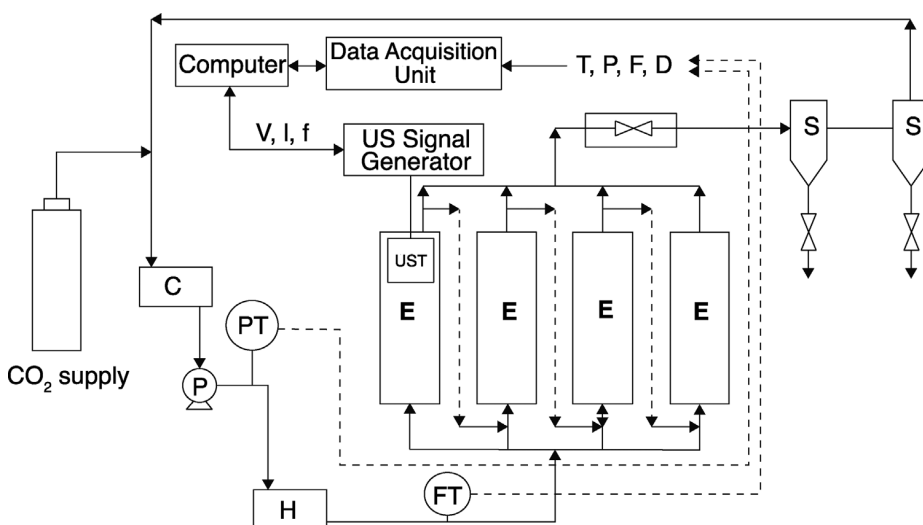 Computer
Data Acquisition
Unit
T, P, F, D
V, I, f
US Signal
Generator
S
S
UST
E
E
E
E
C
PT
P
CO₂ supply
H
FT